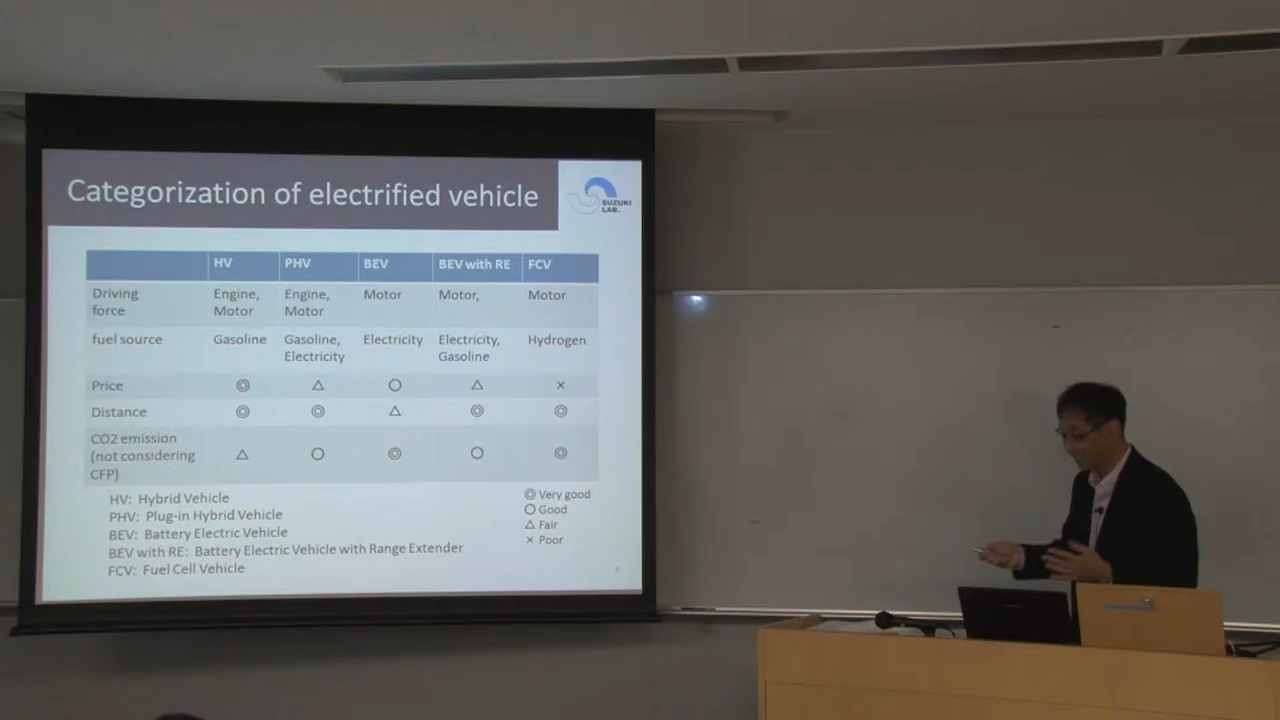 Categorization of electrified vehicle
SUZUKI
LAB.
HV PHV BEV BEV with RE FCV
Driving force Engine, Motor Engine, Motor Motor Motor, Motor
fuel source Gasoline Gasoline, Electricity Electricity Electricity, Gasoline Hydrogen
Price ◎ △ ○ △ ×
Distance ◎ ◎ △ ◎ ◎
CO2 emission (not considering CFP) △ ○ ◎ ○ ◎
HV: Hybrid Vehicle
PHV: Plug-in Hybrid Vehicle
BEV: Battery Electric Vehicle
BEV with RE: Battery Electric Vehicle with Range Extender
FCV: Fuel Cell Vehicle
◎ Very good
○ Good
△ Fair
× Poor